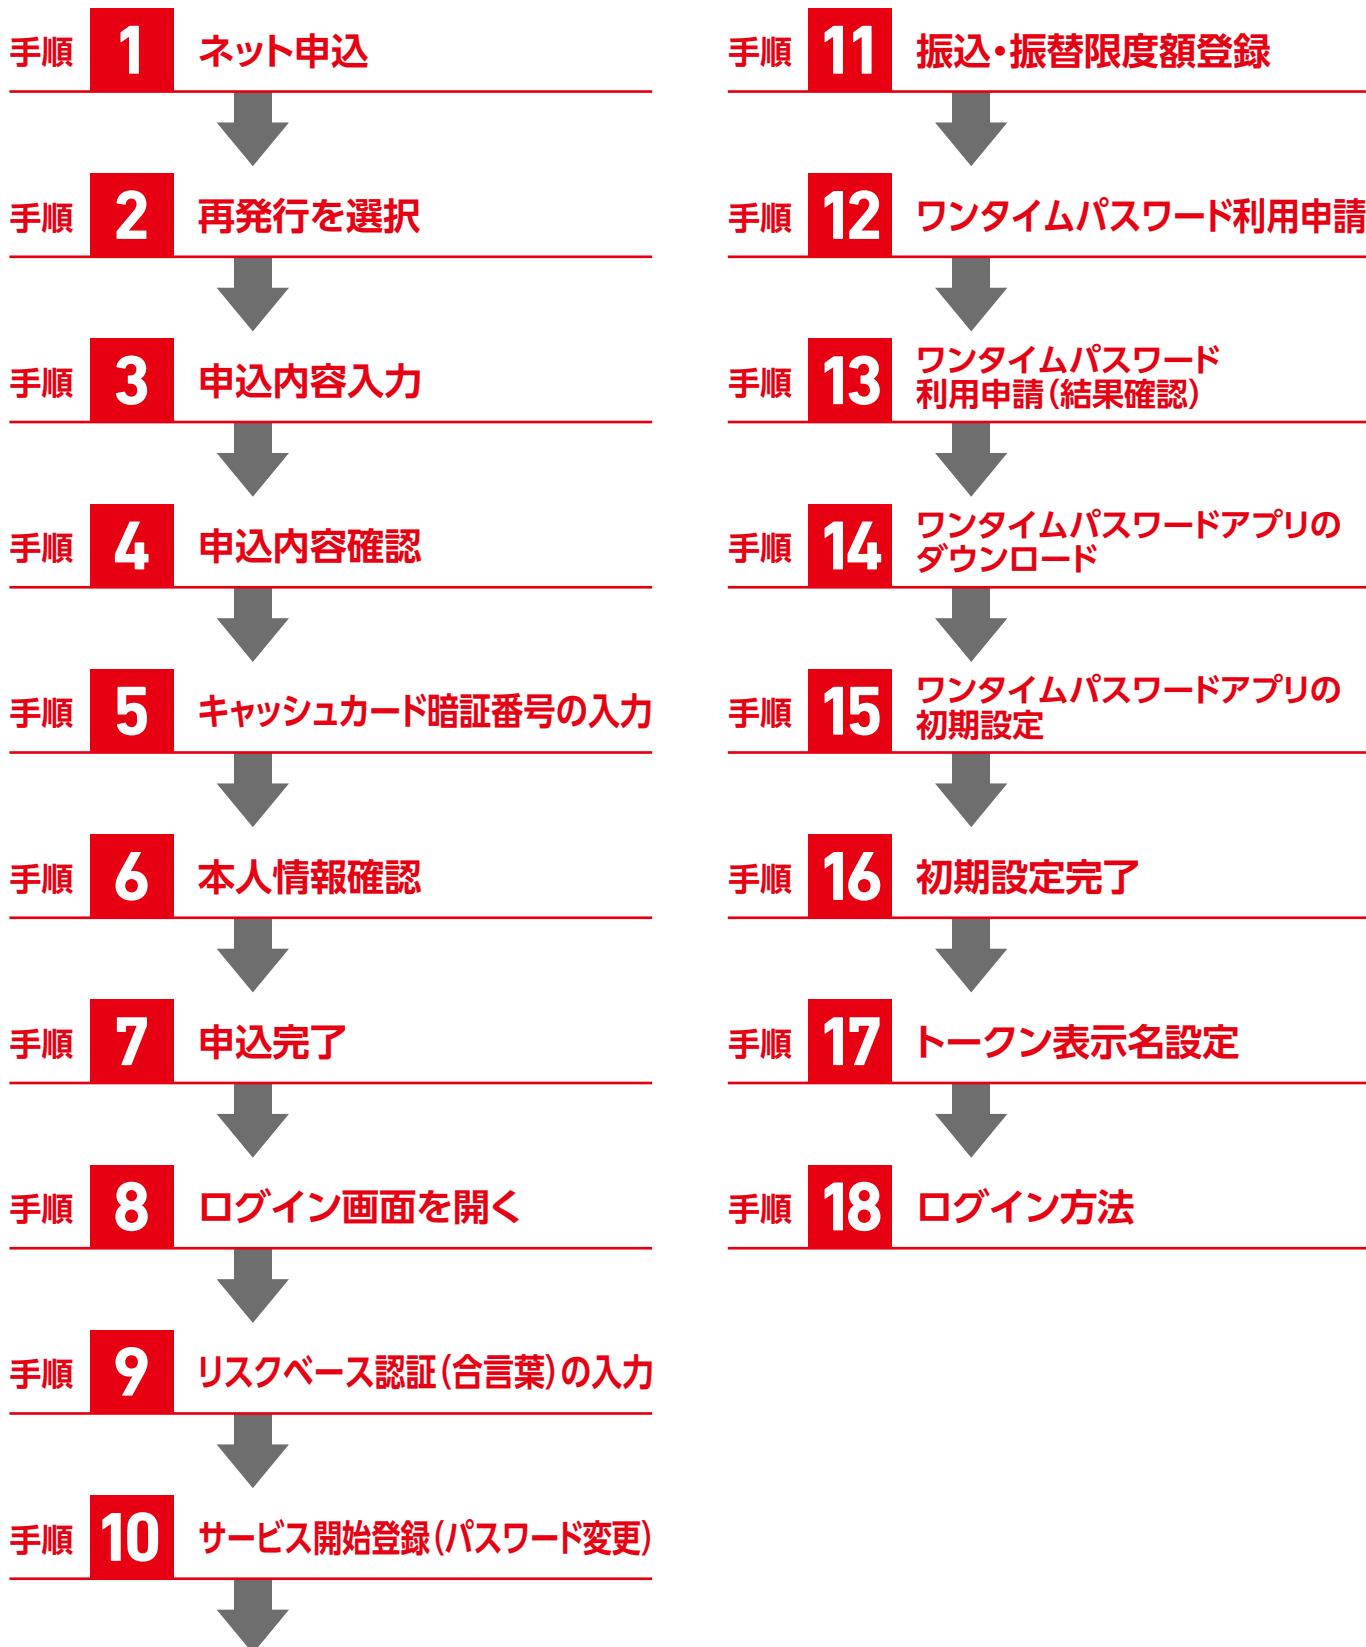 手順 1 ネット申込
手順 2 再発行を選択
手順 3 申込内容入力
手順 4 申込内容確認
手順 5 キャッシュカード暗証番号の入力
手順 6 本人情報確認
手順 7 申込完了
手順 8 ログイン画面を開く
手順 9 リスクベース認証(合言葉)の入力
手順 10 サービス開始登録(パスワード変更)
手順 11 振込・振替限度額登録
手順 12 ワンタイムパスワード利用申請
手順 13 ワンタイムパスワード
利用申請(結果確認)
手順 14 ワンタイムパスワードアプリの
ダウンロード
手順 15 ワンタイムパスワードアプリの
初期設定
手順 16 初期設定完了
手順 17 トークン表示名設定
手順 18 ログイン方法